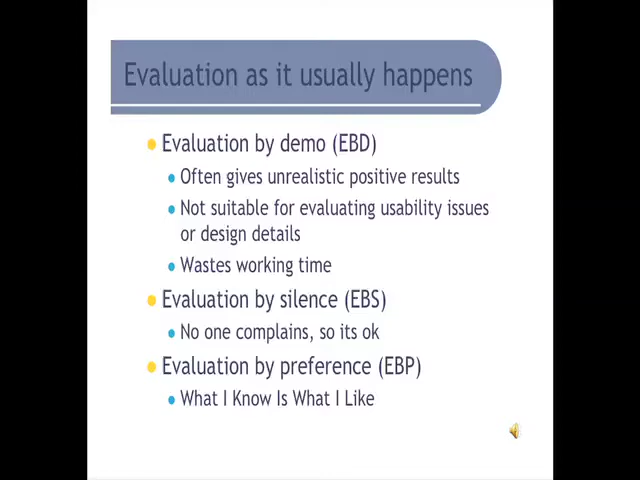 Evaluation as it usually happens
Evaluation by demo (EBD)
Often gives unrealistic positive results
Not suitable for evaluating usability issues
or design details
Wastes working time
Evaluation by silence (EBS)
No one complains, so its ok
Evaluation by preference (EBP)
What I Know Is What I Like